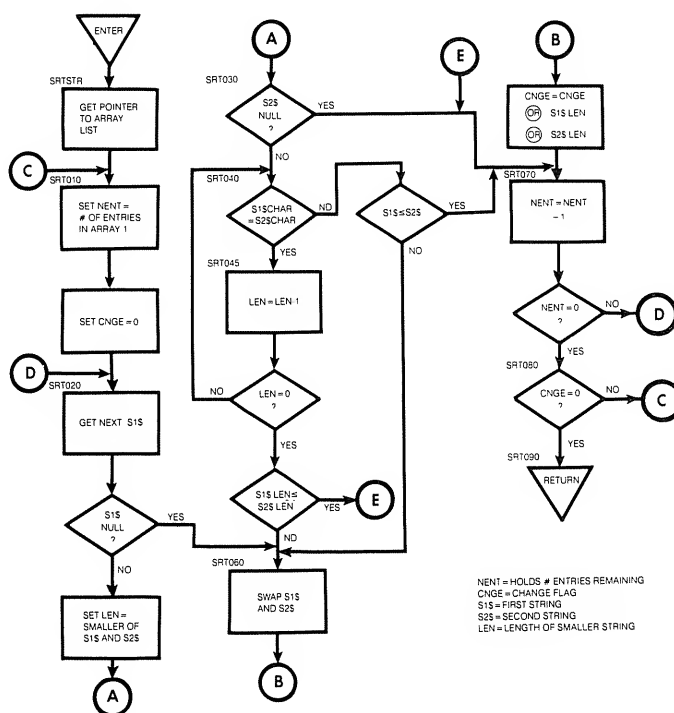 ENTER
SRTSTR
GET POINTER
TO ARRAY
LIST
C
SRT010
SET NENT =
# OF ENTRIES
IN ARRAY 1
SET CNGE = 0
D
SRT020
GET NEXT S1$
S1$
NULL
?
YES
NO
SET LEN =
SMALLER OF
S1$ AND S2$
A
A
SRT030
S2$
NULL
?
YES
NO
SRT040
S1$CHAR
= S2$CHAR
ND
YES
S1$ ≤ S2$
YES
NO
SRT045
LEN = LEN-1
LEN = 0
?
NO
YES
S1$ LEN ≤
S2$ LEN
YES
E
ND
SRT060
SWAP S1$
AND S2$
B
E
B
CNGE = CNGE
OR S1$ LEN
OR S2$ LEN
SRT070
NENT = NENT
– 1
NENT = 0
?
NO
D
YES
SRT080
CNGE = 0
?
NO
C
YES
SRT090
RETURN
NENT = HOLDS # ENTRIES REMAINING
CNGE = CHANGE FLAG
S1$ = FIRST STRING
S2$ = SECOND STRING
LEN = LENGTH OF SMALLER STRING